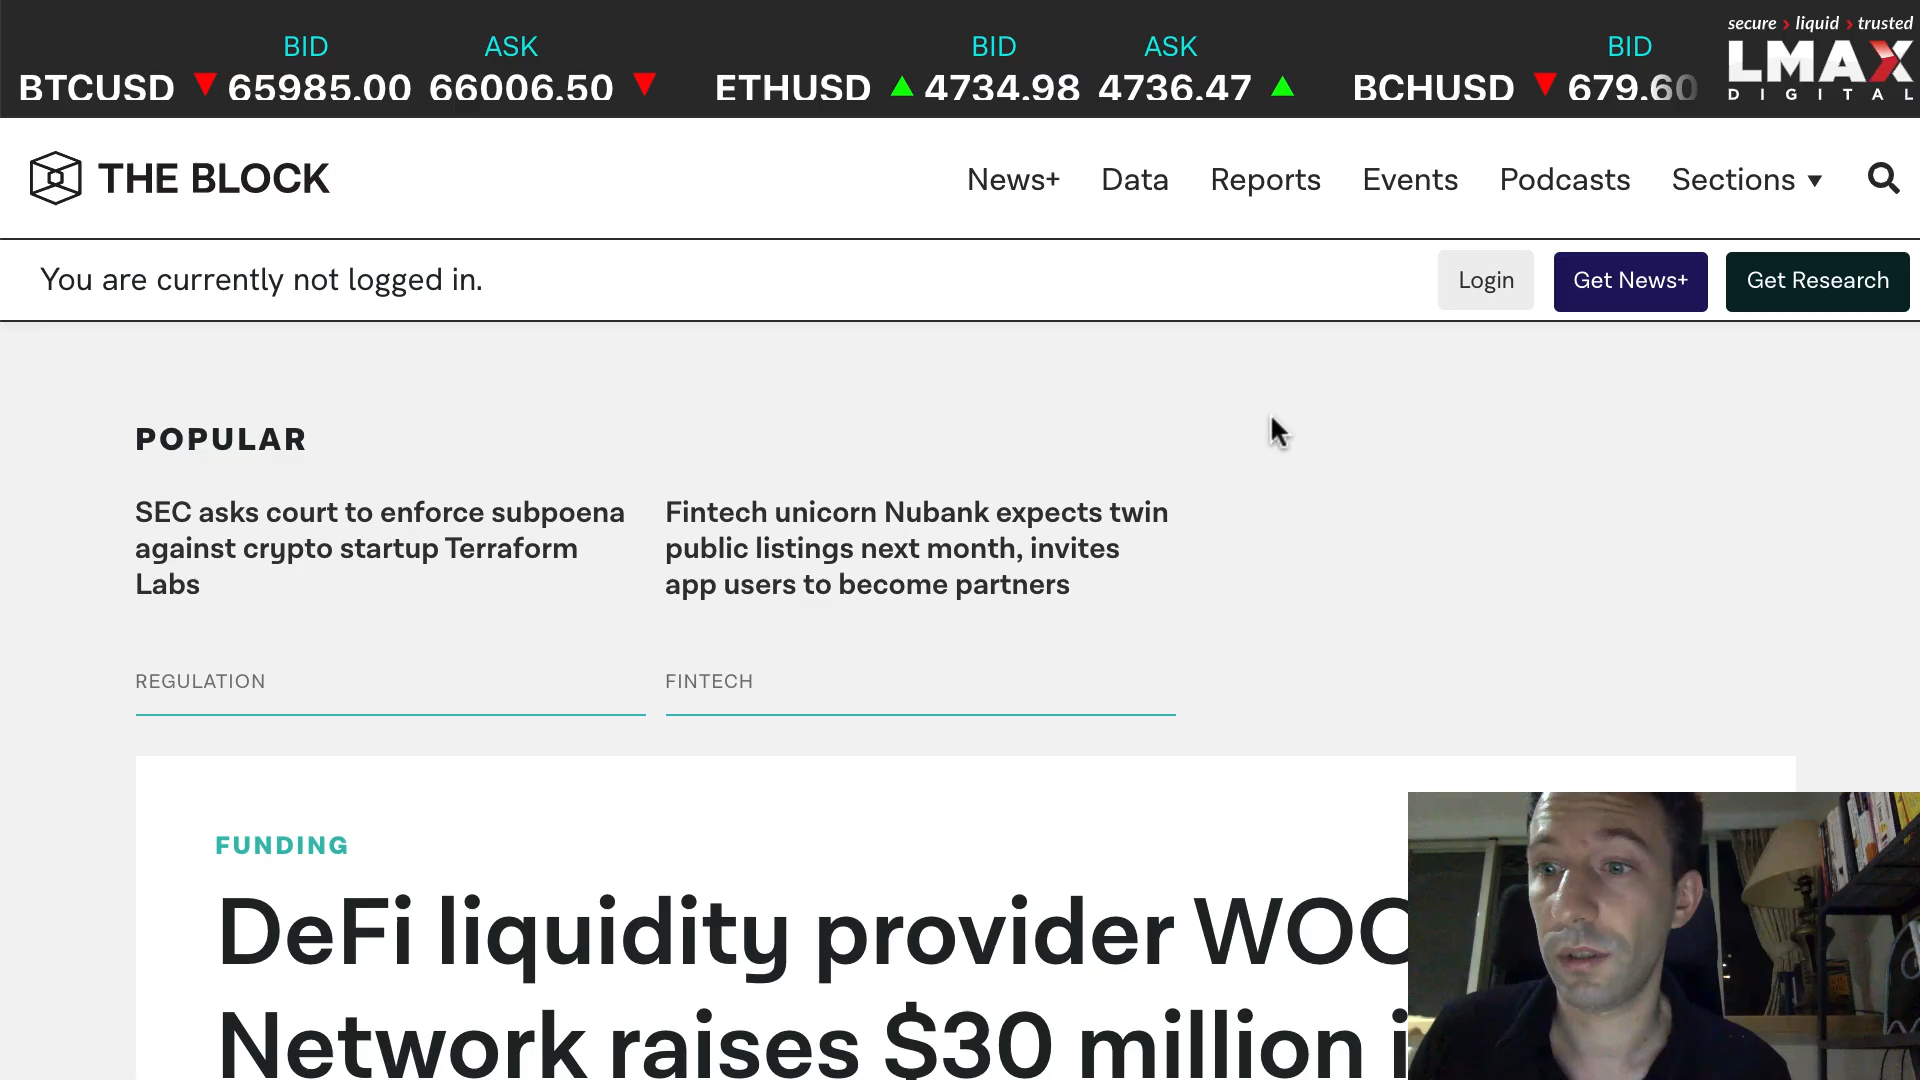 secure › liquid › trusted
BID ASK BID ASK BID
BTCUSD ▼ 65985.00 66006.50 ▼ ETHUSD ▲ 4734.98 4736.47 ▲ BCHUSD ▼ 679.60
LMAX
DIGITAL
THE BLOCK
News+ Data Reports Events Podcasts Sections ▼
You are currently not logged in.
Login Get News+ Get Research
POPULAR
SEC asks court to enforce subpoena
against crypto startup Terraform
Labs
REGULATION
Fintech unicorn Nubank expects twin
public listings next month, invites
app users to become partners
FINTECH
FUNDING
DeFi liquidity provider WOO
Network raises $30 million i